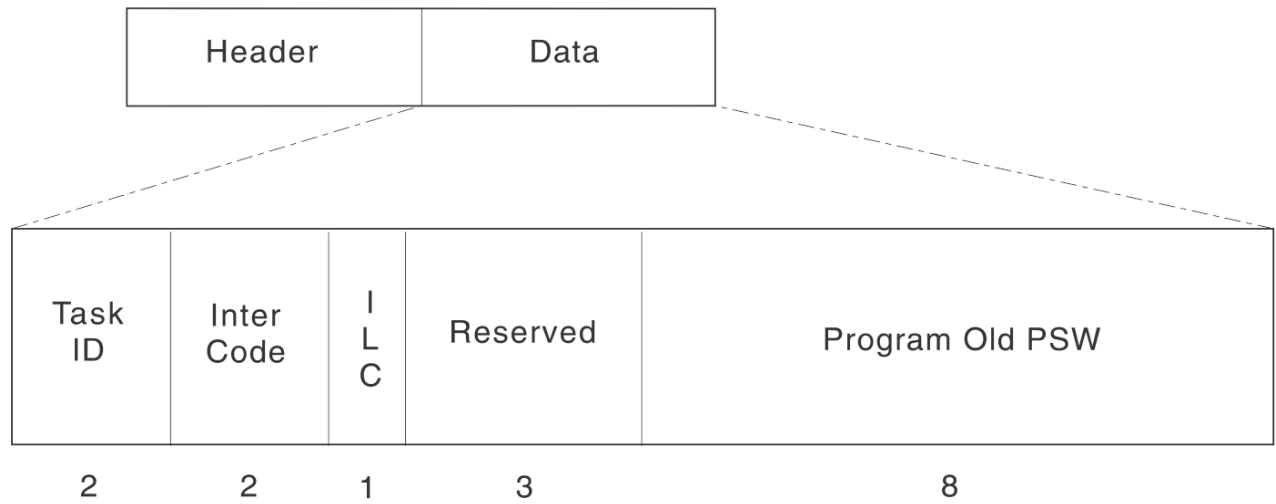 Header
Data
Task
ID
Inter
Code
I
L
C
Reserved
Program Old PSW
2
2
1
3
8